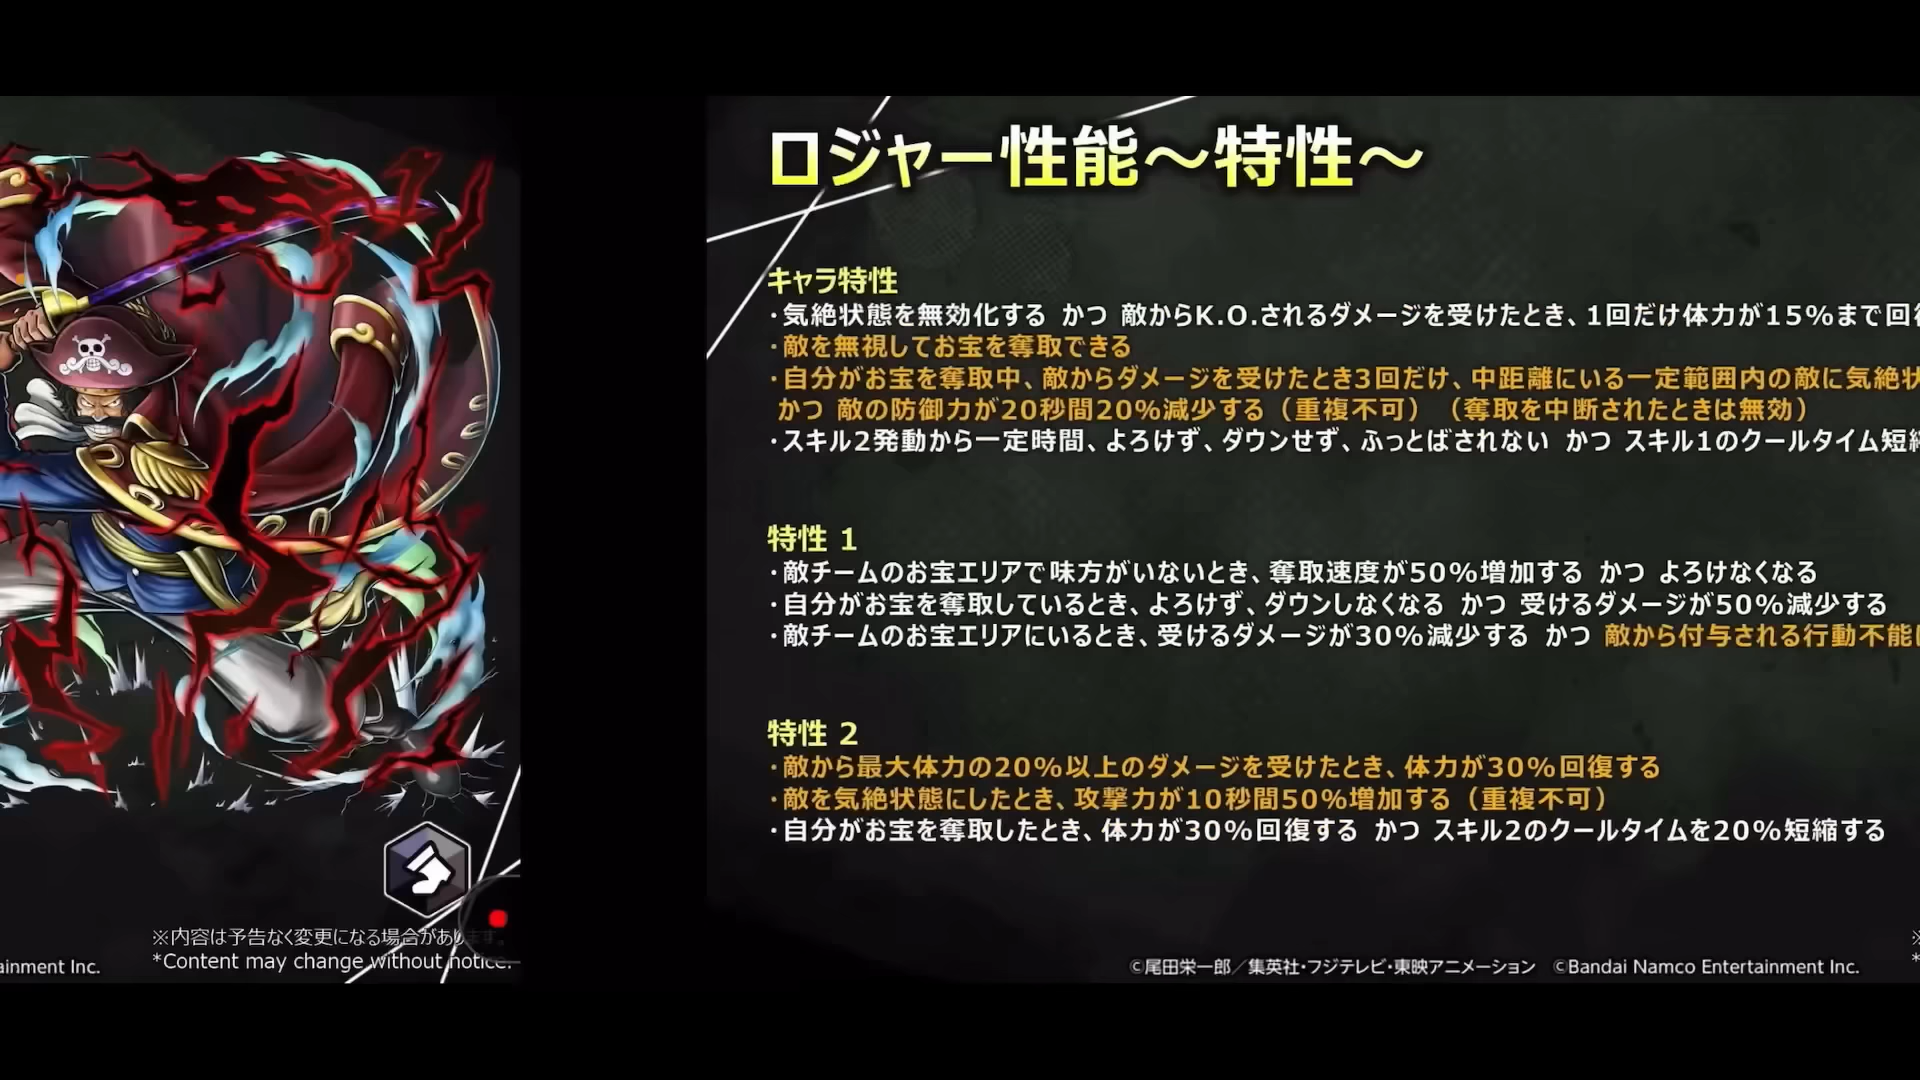 ロジャー性能～特性～
キャラ特性
・気絶状態を無効化する かつ 敵からK.O.されるダメージを受けたとき、1回だけ体力が15%まで回復
・敵を無視してお宝を奪取できる
・自分がお宝を奪取中、敵からダメージを受けたとき3回だけ、中距離にいる一定範囲内の敵に気絶状
かつ 敵の防御力が20秒間20%減少する（重複不可）（奪取を中断されたときは無効）
・スキル2発動から一定時間、よろけず、ダウンせず、ふっとばされない かつ スキル1のクールタイム短縮
特性 1
・敵チームのお宝エリアで味方がいないとき、奪取速度が50%増加する かつ よろけなくなる
・自分がお宝を奪取しているとき、よろけず、ダウンしなくなる かつ 受けるダメージが50%減少する
・敵チームのお宝エリアにいるとき、受けるダメージが30%減少する かつ 敵から付与される行動不能
特性 2
・敵から最大体力の20%以上のダメージを受けたとき、体力が30%回復する
・敵を気絶状態にしたとき、攻撃力が10秒間50%増加する（重複不可）
・自分がお宝を奪取したとき、体力が30%回復する かつ スキル2のクールタイムを20%短縮する
※内容は予告なく変更になる場合があります。
*Content may change without notice.
ainment Inc.
©尾田栄一郎／集英社・フジテレビ・東映アニメーション ©Bandai Namco Entertainment Inc.
※
*